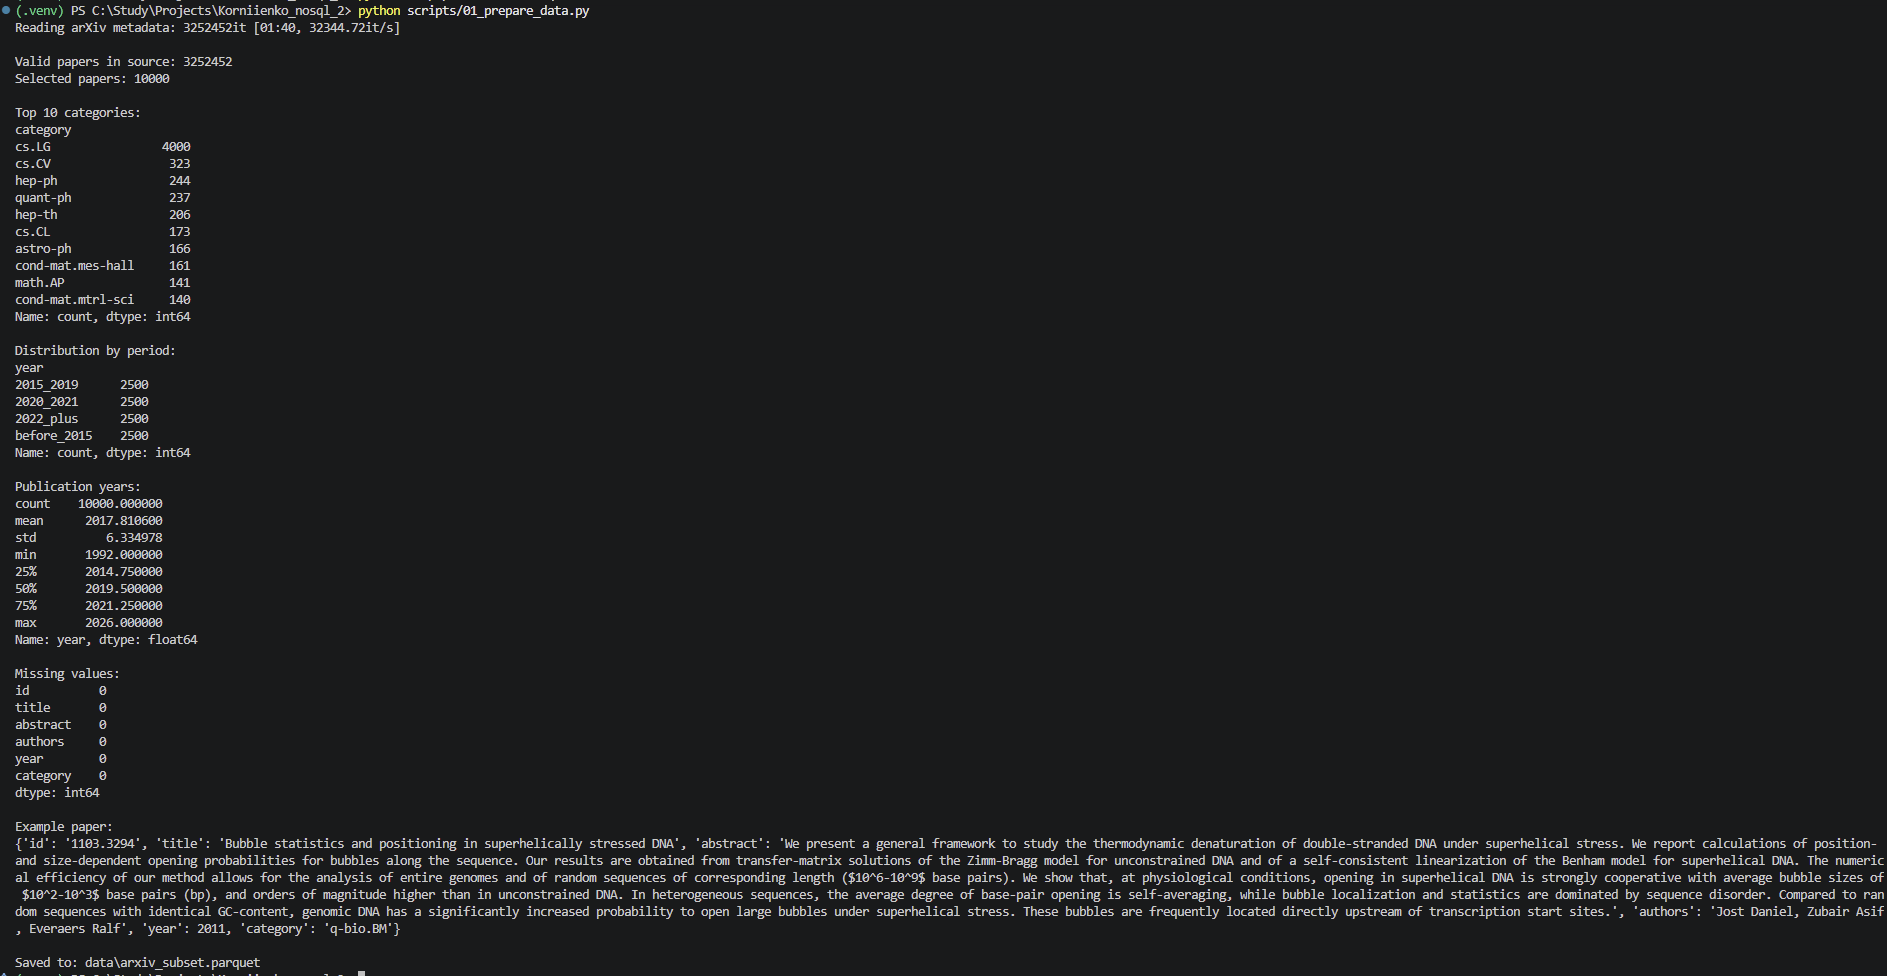 (.venv) PS C:\Study\Projects\Korniienko_nosql_2> python scripts/01_prepare_data.py
Reading arXiv metadata: 3252452it [01:40, 32344.72it/s]
Valid papers in source: 3252452
Selected papers: 10000
Top 10 categories:
category
cs.LG 4000
cs.CV 323
hep-ph 244
quant-ph 237
hep-th 206
cs.CL 173
astro-ph 166
cond-mat.mes-hall 161
math.AP 141
cond-mat.mtrl-sci 140
Name: count, dtype: int64
Distribution by period:
year
2015_2019 2500
2020_2021 2500
2022_plus 2500
before_2015 2500
Name: count, dtype: int64
Publication years:
count 10000.000000
mean 2017.810600
std 6.334978
min 1992.000000
25% 2014.750000
50% 2019.500000
75% 2021.250000
max 2026.000000
Name: year, dtype: float64
Missing values:
id 0
title 0
abstract 0
authors 0
year 0
category 0
dtype: int64
Example paper:
{'id': '1103.3294', 'title': 'Bubble statistics and positioning in superhelically stressed DNA', 'abstract': 'We present a general framework to study the thermodynamic denaturation of double-stranded DNA under superhelical stress. We report calculations of position-
and size-dependent opening probabilities for bubbles along the sequence. Our results are obtained from transfer-matrix solutions of the Zimm-Bragg model for unconstrained DNA and of a self-consistent linearization of the Benham model for superhelical DNA. The numeric
al efficiency of our method allows for the analysis of entire genomes and of random sequences of corresponding length ($10^6-10^9$ base pairs). We show that, at physiological conditions, opening in superhelical DNA is strongly cooperative with average bubble sizes of
$10^2-10^3$ base pairs (bp), and orders of magnitude higher than in unconstrained DNA. In heterogeneous sequences, the average degree of base-pair opening is self-averaging, while bubble localization and statistics are dominated by sequence disorder. Compared to ran
dom sequences with identical GC-content, genomic DNA has a significantly increased probability to open large bubbles under superhelical stress. These bubbles are frequently located directly upstream of transcription start sites.', 'authors': 'Jost Daniel, Zubair Asif
, Everaers Ralf', 'year': 2011, 'category': 'q-bio.BM'}
Saved to: data\arxiv_subset.parquet